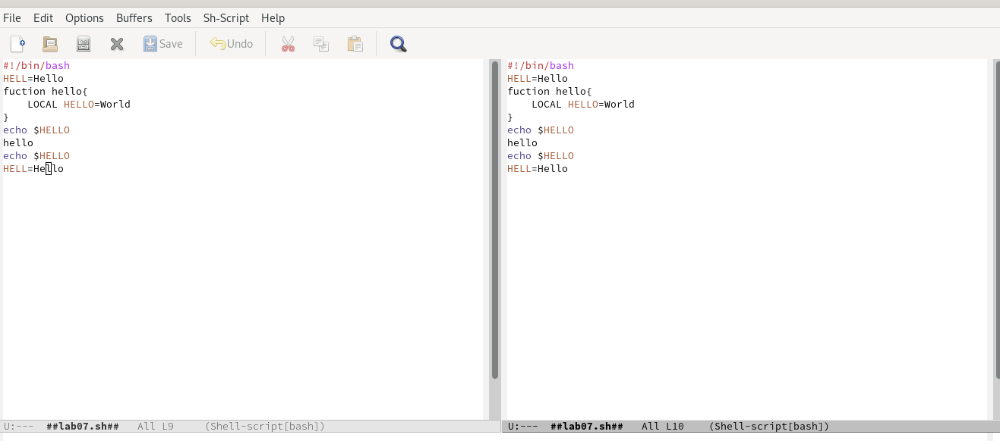 File Edit Options Buffers Tools Sh-Script Help
Save Undo
#!/bin/bash
HELL=Hello
fuction hello{
    LOCAL HELLO=World
}
echo $HELLO
hello
echo $HELLO
HELL=Hello
U:--- ##lab07.sh## All L9 (Shell-script[bash])
#!/bin/bash
HELL=Hello
fuction hello{
    LOCAL HELLO=World
}
echo $HELLO
hello
echo $HELLO
HELL=Hello
U:--- ##lab07.sh## All L10 (Shell-script[bash])